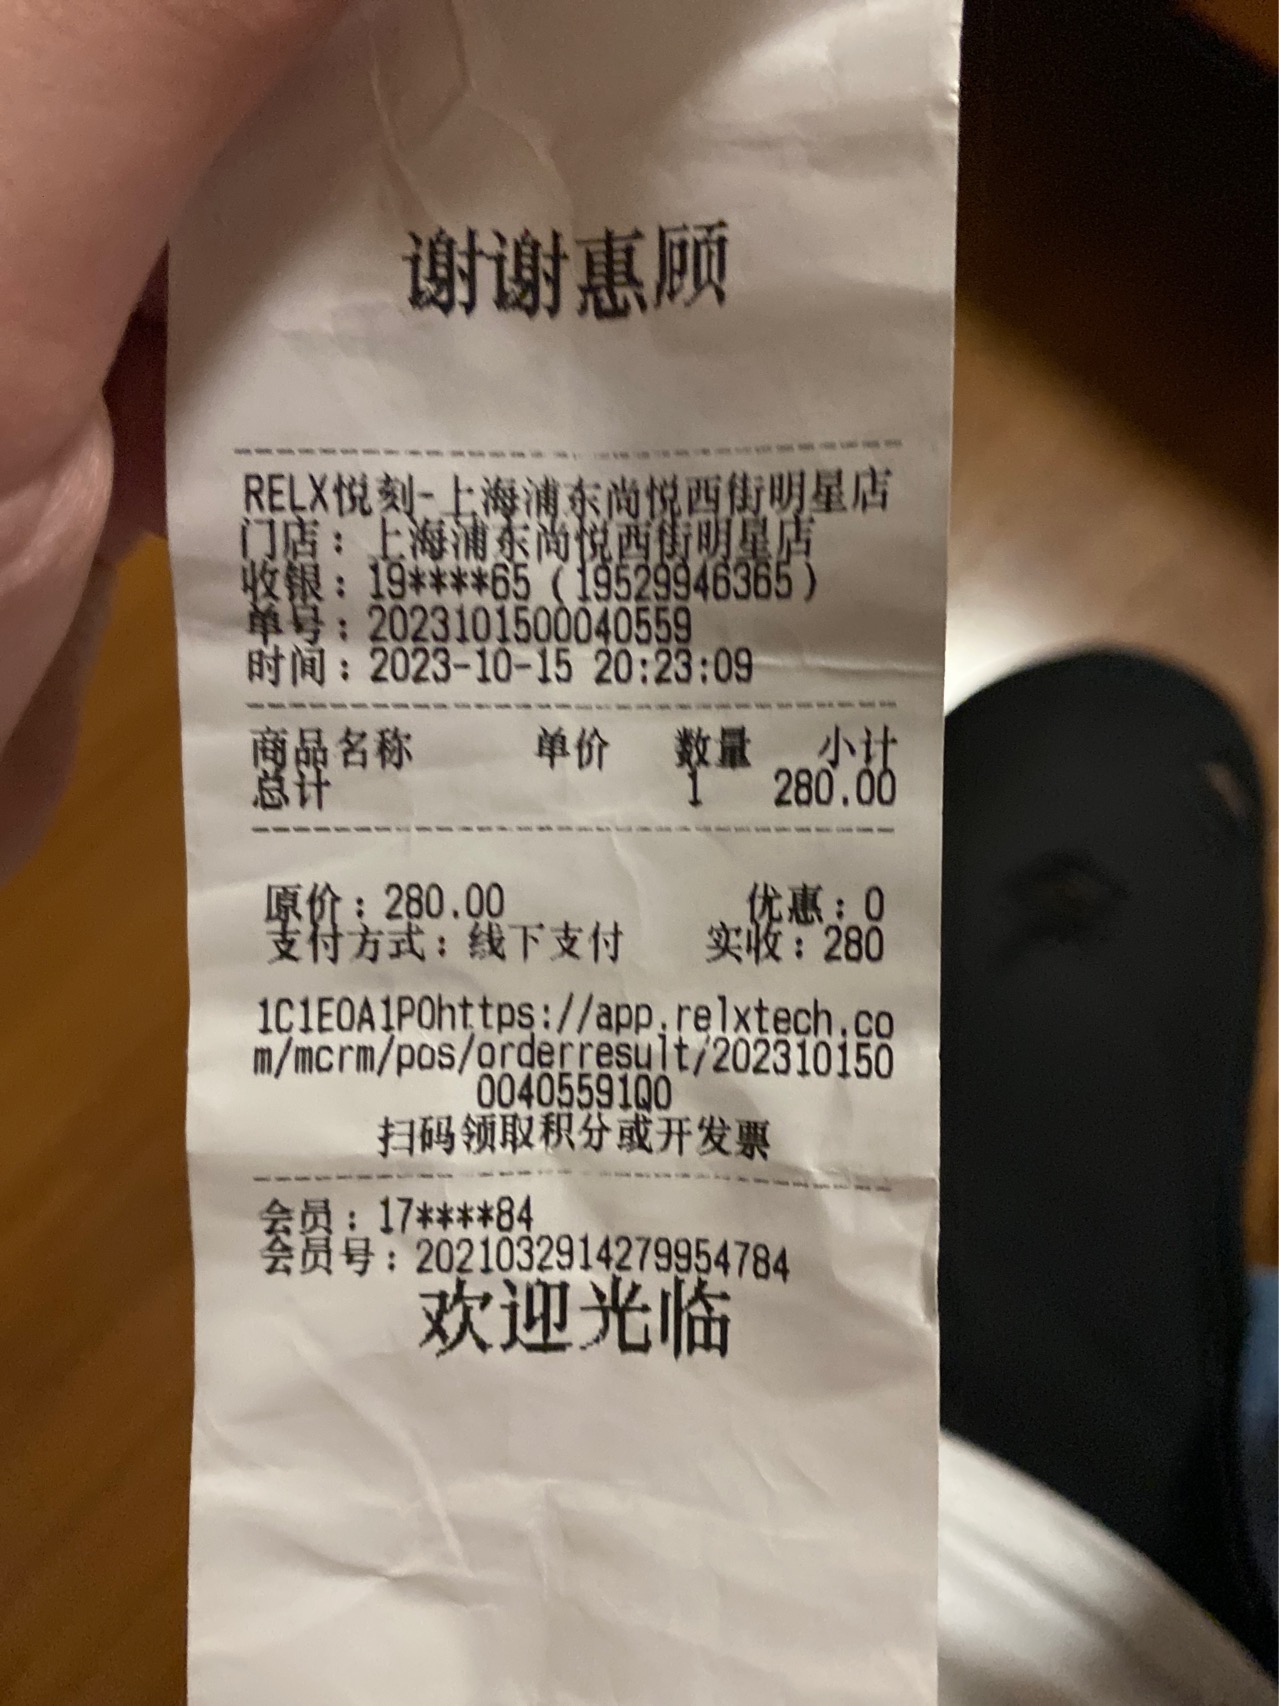 谢谢惠顾
RELX悦刻-上海浦东尚悦西街明星店
门店：上海浦东尚悦西街明星店
收银：19****65（19529946365）
单号：2023101500040559
时间：2023-10-15 20:23:09
商品名称 单价 数量 小计
总计 1 280.00
原价：280.00 优惠：0
支付方式：线下支付 实收：280
1C1E0A1P0https://app.relxtech.co
m/mcrm/pos/orderresult/202310150
00405591Q0
扫码领取积分或开发票
会员：17****84
会员号：2021032914279954784
欢迎光临